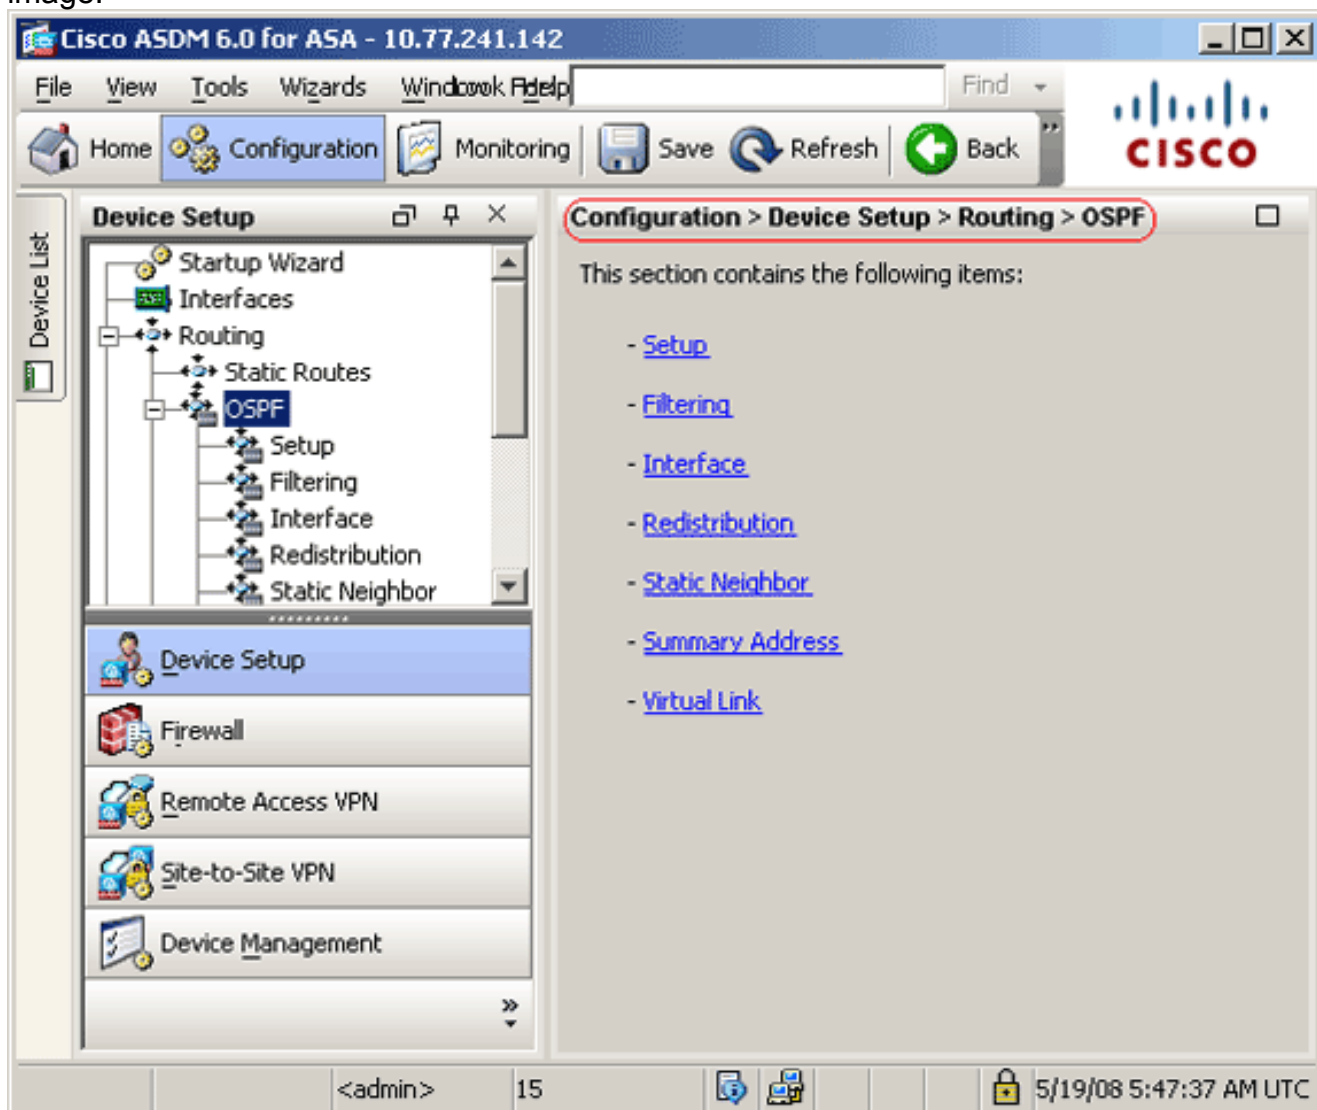 image.
Cisco ASDM 6.0 for ASA - 10.77.241.142
File View Tools Wizards Window Help Find
Home Configuration Monitoring Save Refresh Back
CISCO
Device List
Device Setup
Startup Wizard
Interfaces
Routing
Static Routes
OSPF
Setup
Filtering
Interface
Redistribution
Static Neighbor
Device Setup
Firewall
Remote Access VPN
Site-to-Site VPN
Device Management
Configuration > Device Setup > Routing > OSPF
This section contains the following items:
- Setup
- Filtering
- Interface
- Redistribution
- Static Neighbor
- Summary Address
- Virtual Link
<admin> 15 5/19/08 5:47:37 AM UTC